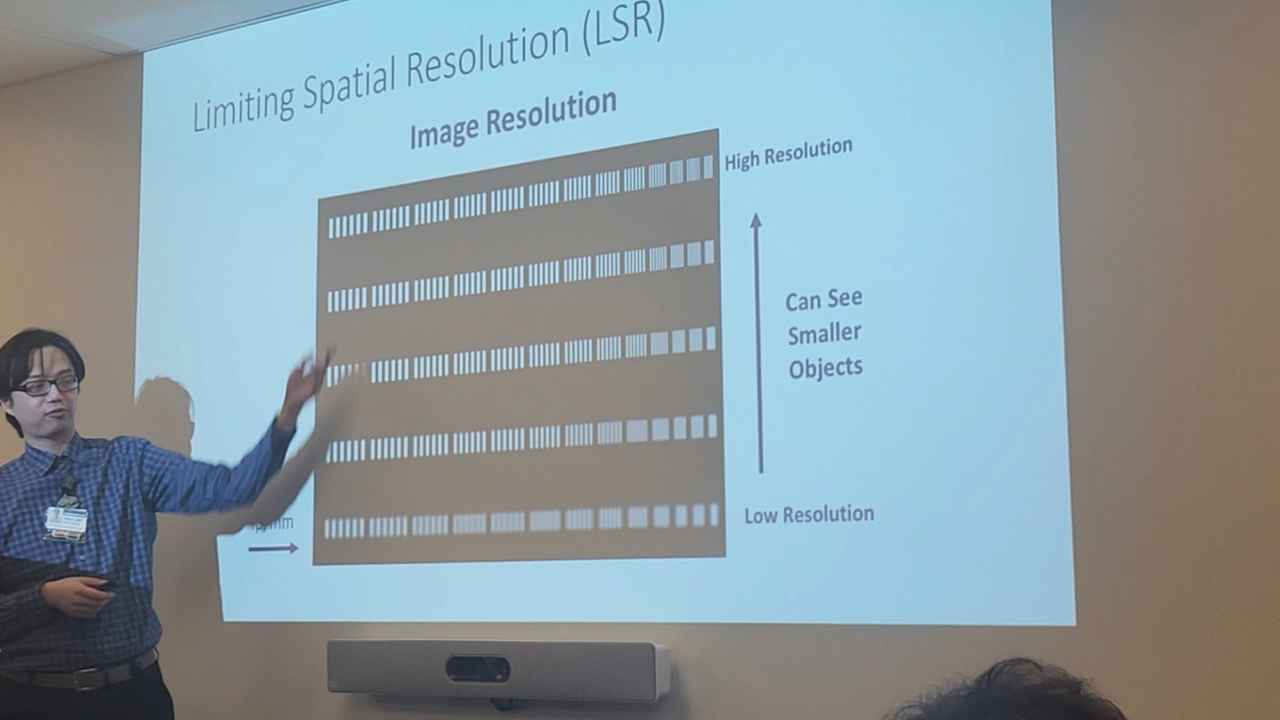 Limiting Spatial Resolution (LSR)
Image Resolution
High Resolution
Can See
Smaller
Objects
Low Resolution